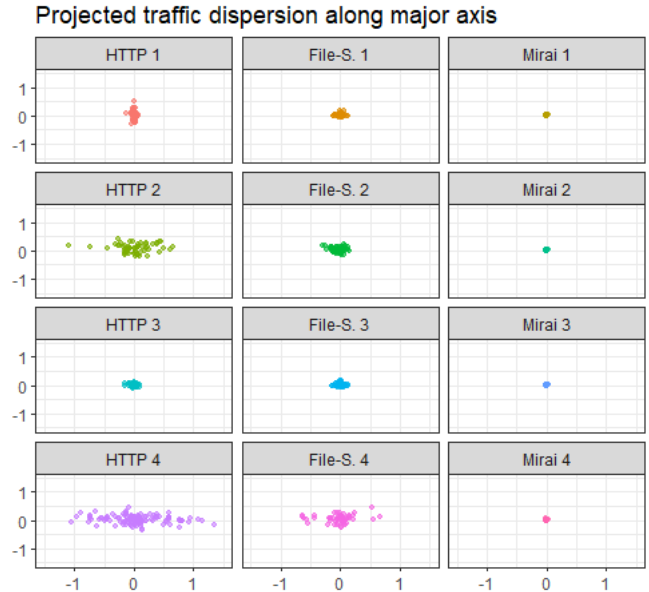 Projected traffic dispersion along major axis
HTTP 1 File-S. 1 Mirai 1
1
0
-1
HTTP 2 File-S. 2 Mirai 2
1
0
-1
HTTP 3 File-S. 3 Mirai 3
1
0
-1
HTTP 4 File-S. 4 Mirai 4
1
0
-1
-1 0 1 -1 0 1 -1 0 1